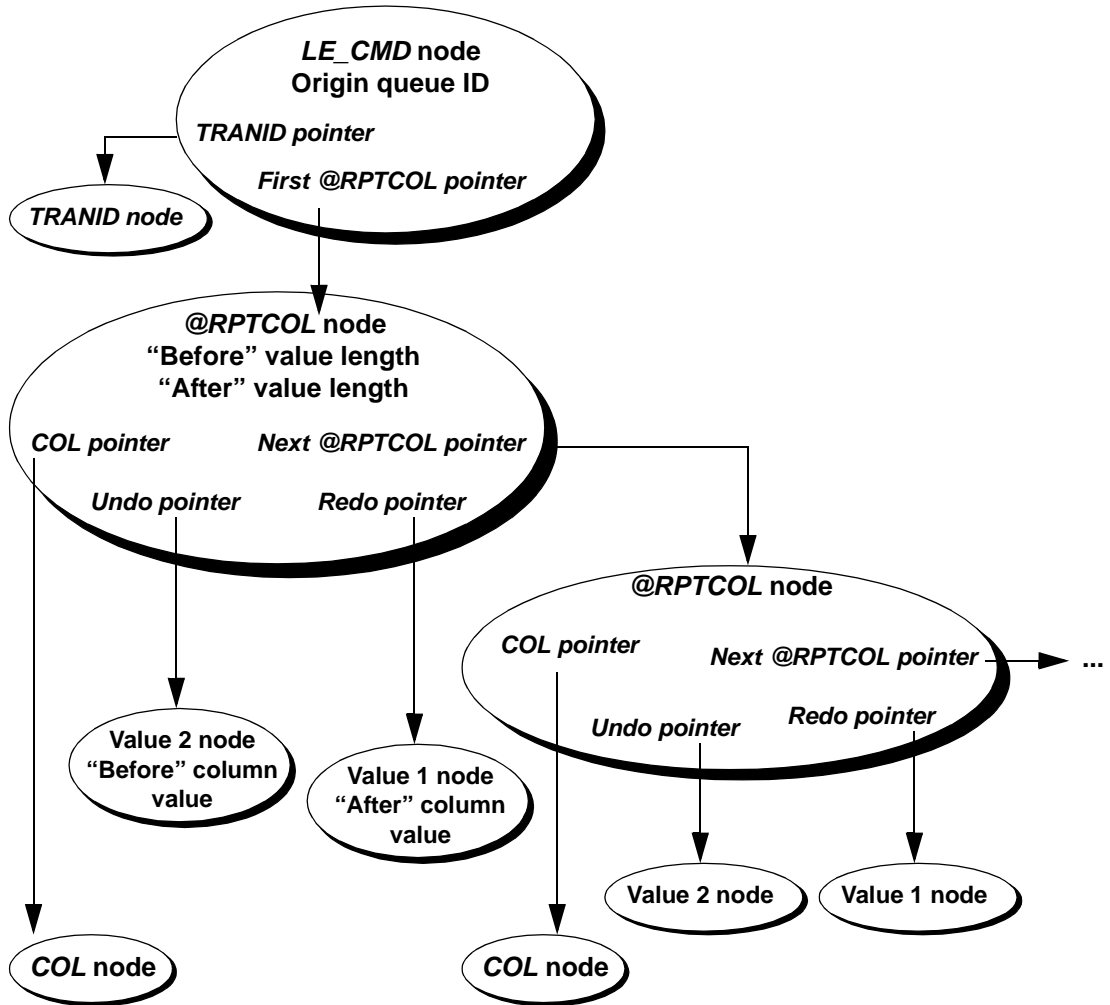 LE_CMD node
Origin queue ID
TRANID pointer
First @RPTCOL pointer
TRANID node
@RPTCOL node
“Before” value length
“After” value length
COL pointer
Next @RPTCOL pointer
Undo pointer
Redo pointer
@RPTCOL node
COL pointer
Next @RPTCOL pointer
...
Undo pointer
Redo pointer
Value 2 node
“Before” column
value
Value 1 node
“After” column
value
Value 2 node
Value 1 node
COL node
COL node